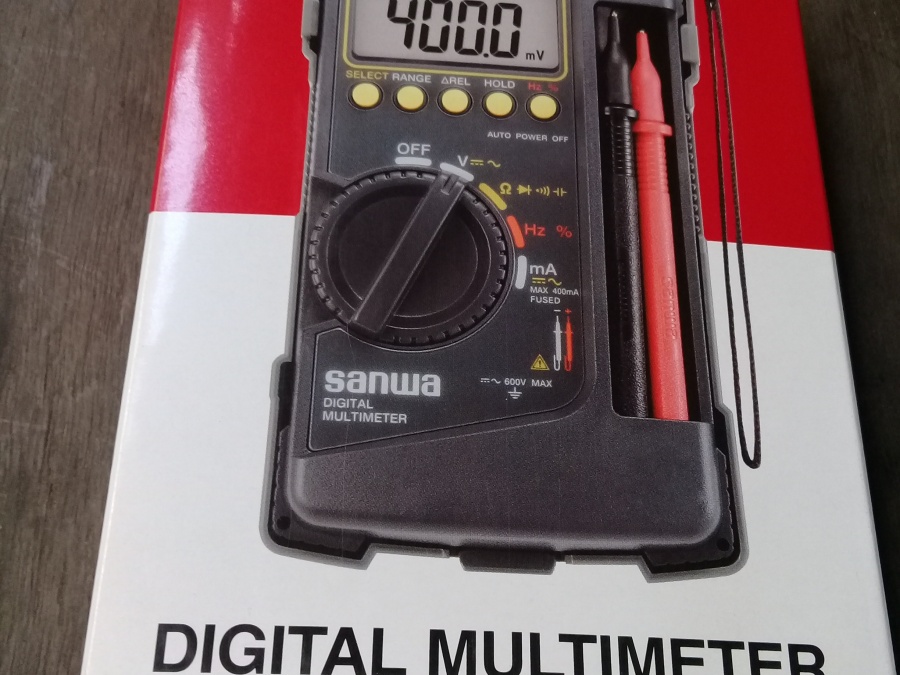 400.0 mV
SELECT RANGE ΔREL HOLD Hz %
AUTO POWER OFF
OFF
V
Ω
Hz %
mA
MAX 400mA
FUSED
sanwa
600V MAX
DIGITAL
MULTIMETER
DIGITAL MULTIMETER